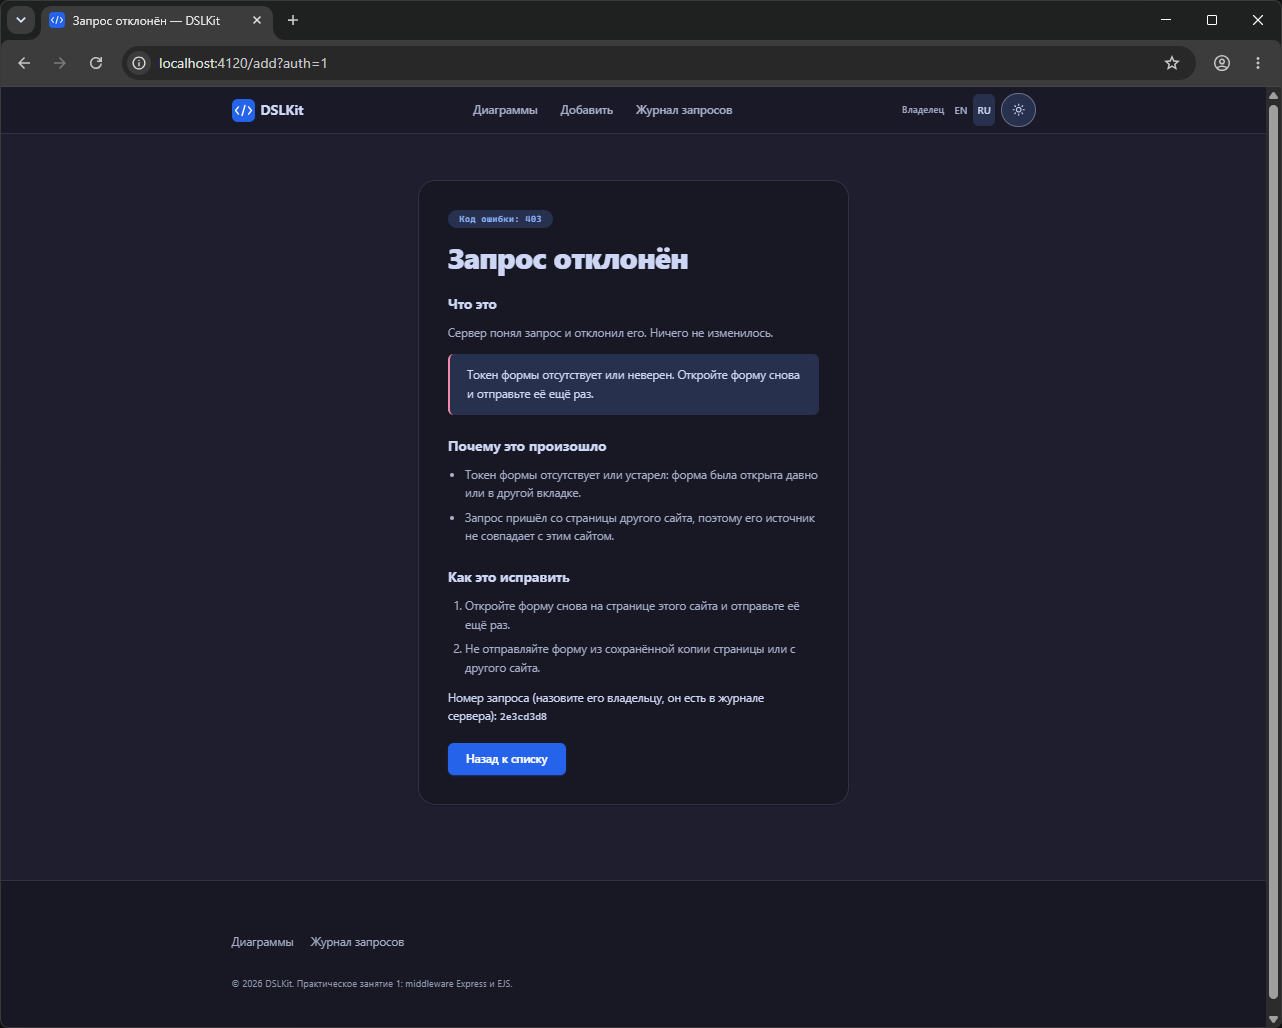 Запрос отклонён — DSLKit
localhost:4120/add?auth=1
DSLKit
Диаграммы
Добавить
Журнал запросов
Владелец
EN
RU
Код ошибки: 403
Запрос отклонён
Что это
Сервер понял запрос и отклонил его. Ничего не изменилось.
Токен формы отсутствует или неверен. Откройте форму снова
и отправьте её ещё раз.
Почему это произошло
• Токен формы отсутствует или устарел: форма была открыта давно
или в другой вкладке.
• Запрос пришёл со страницы другого сайта, поэтому его источник
не совпадает с этим сайтом.
Как это исправить
1. Откройте форму снова на странице этого сайта и отправьте её
ещё раз.
2. Не отправляйте форму из сохранённой копии страницы или с
другого сайта.
Номер запроса (назовите его владельцу, он есть в журнале
сервера): 2e3cd3d8
Назад к списку
Диаграммы
Журнал запросов
© 2026 DSLKit. Практическое занятие 1: middleware Express и EJS.